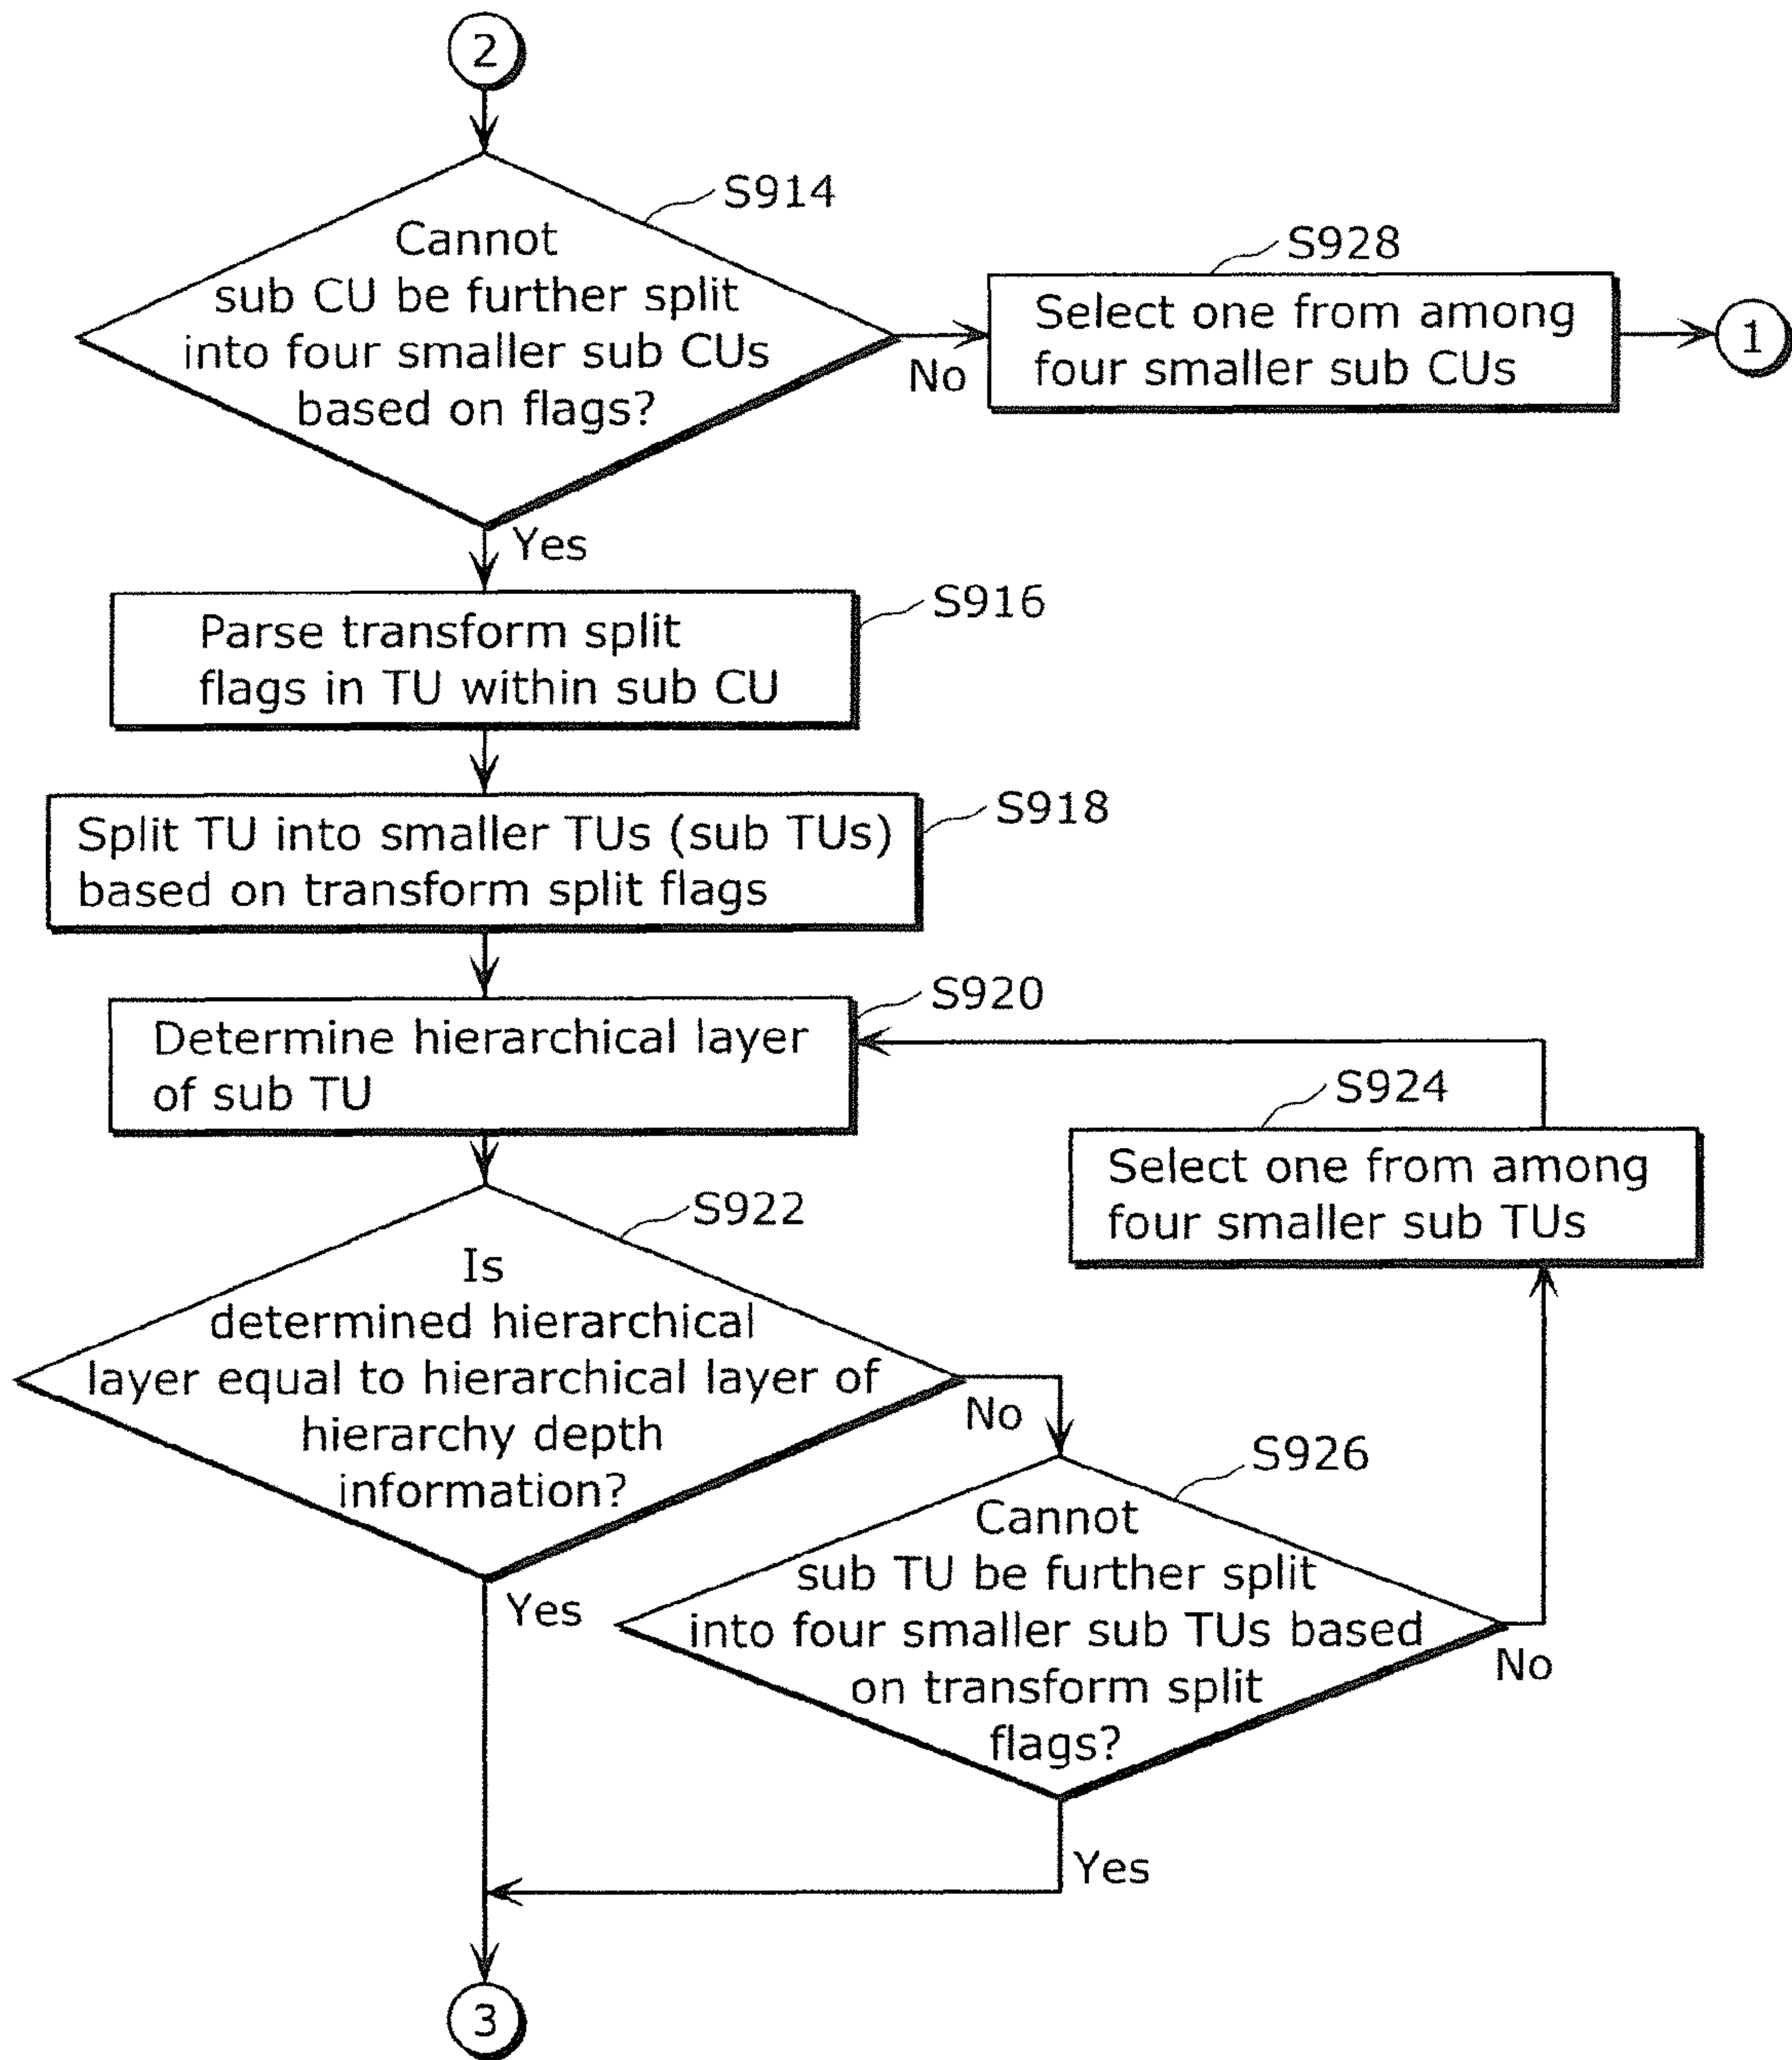 2
S914
Cannot
sub CU be further split
into four smaller sub CUs
based on flags?
No
S928
Select one from among
four smaller sub CUs
1
Yes
S916
Parse transform split
flags in TU within sub CU
S918
Split TU into smaller TUs (sub TUs)
based on transform split flags
S920
Determine hierarchical layer
of sub TU
S924
Select one from among
four smaller sub TUs
S922
Is
determined hierarchical
layer equal to hierarchical layer of
hierarchy depth
information?
No
Yes
S926
Cannot
sub TU be further split
into four smaller sub TUs based
on transform split
flags?
No
Yes
3